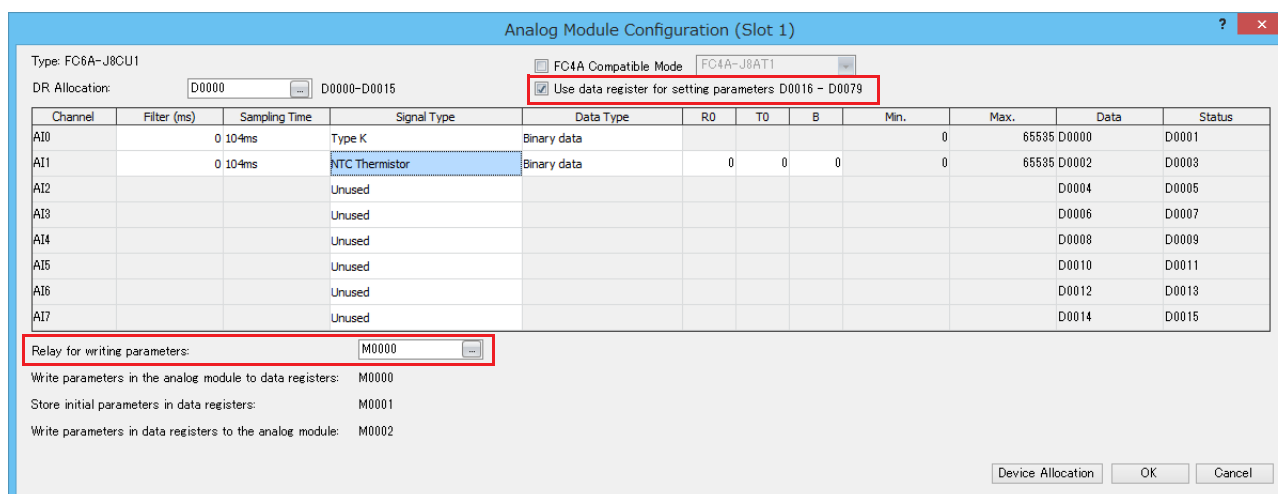 Analog Module Configuration (Slot 1) ?
Type: FC6A-J8CU1
FC4A Compatible Mode FC4A-J8AT1
DR Allocation: D0000 ... D0000-D0015
Use data register for setting parameters D0016 - D0079
Channel Filter (ms) Sampling Time Signal Type Data Type R0 T0 B Min. Max. Data Status
AI0 0 104ms Type K Binary data 0 65535 D0000 D0001
AI1 0 104ms NTC Thermistor Binary data 0 0 0 0 65535 D0002 D0003
AI2 Unused D0004 D0005
AI3 Unused D0006 D0007
AI4 Unused D0008 D0009
AI5 Unused D0010 D0011
AI6 Unused D0012 D0013
AI7 Unused D0014 D0015
Relay for writing parameters: M0000 ...
Write parameters in the analog module to data registers: M0000
Store initial parameters in data registers: M0001
Write parameters in data registers to the analog module: M0002
Device Allocation OK Cancel